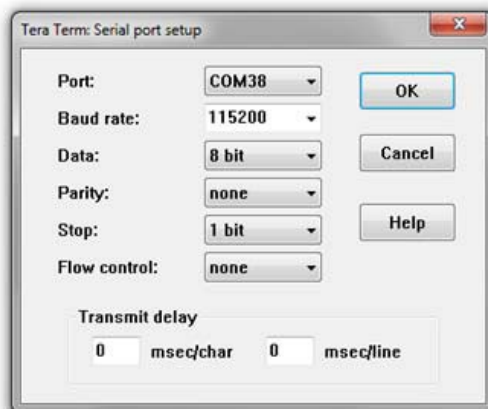 Tera Term: Serial port setup
Port: COM38 OK
Baud rate: 115200
Data: 8 bit Cancel
Parity: none
Stop: 1 bit Help
Flow control: none
Transmit delay
0 msec/char 0 msec/line